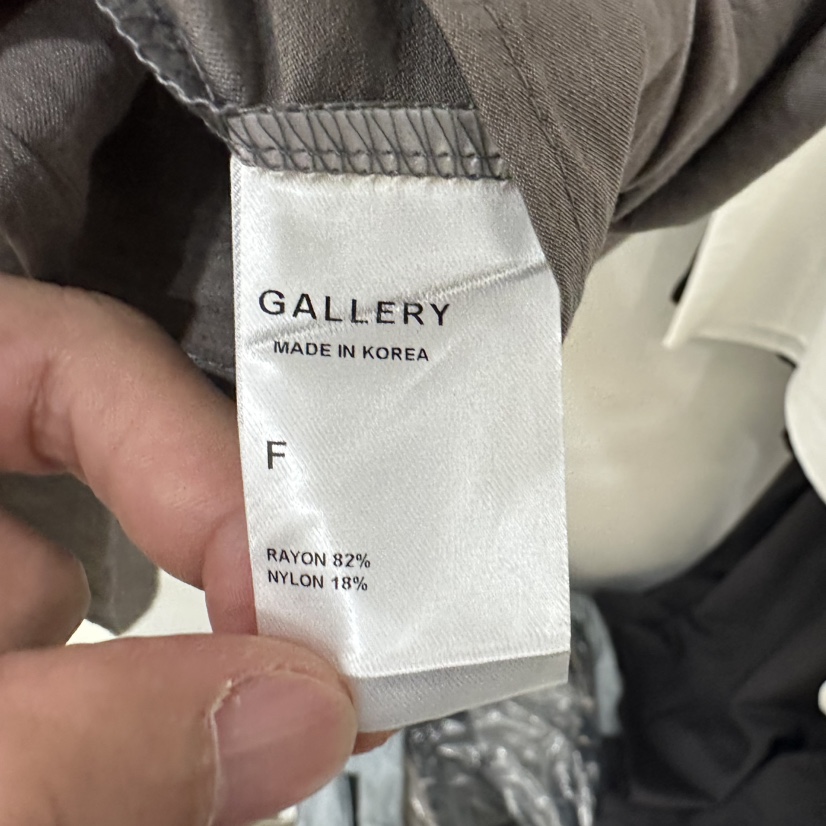 GALLERY
MADE IN KOREA
F
RAYON 82%
NYLON 18%